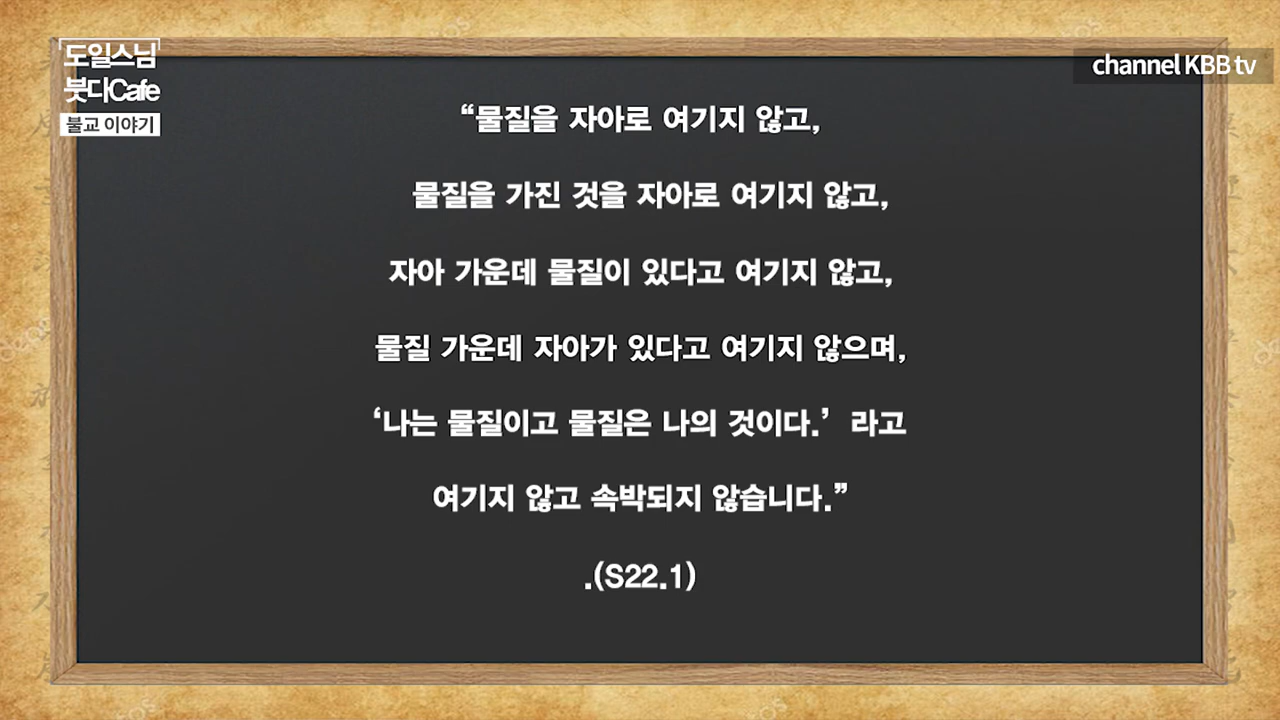 도일스님
붓다Cafe
불교 이야기
channel KBB tv
“물질을 자아로 여기지 않고,
물질을 가진 것을 자아로 여기지 않고,
자아 가운데 물질이 있다고 여기지 않고,
물질 가운데 자아가 있다고 여기지 않으며,
‘나는 물질이고 물질은 나의 것이다.’ 라고
여기지 않고 속박되지 않습니다.”
.(S22.1)